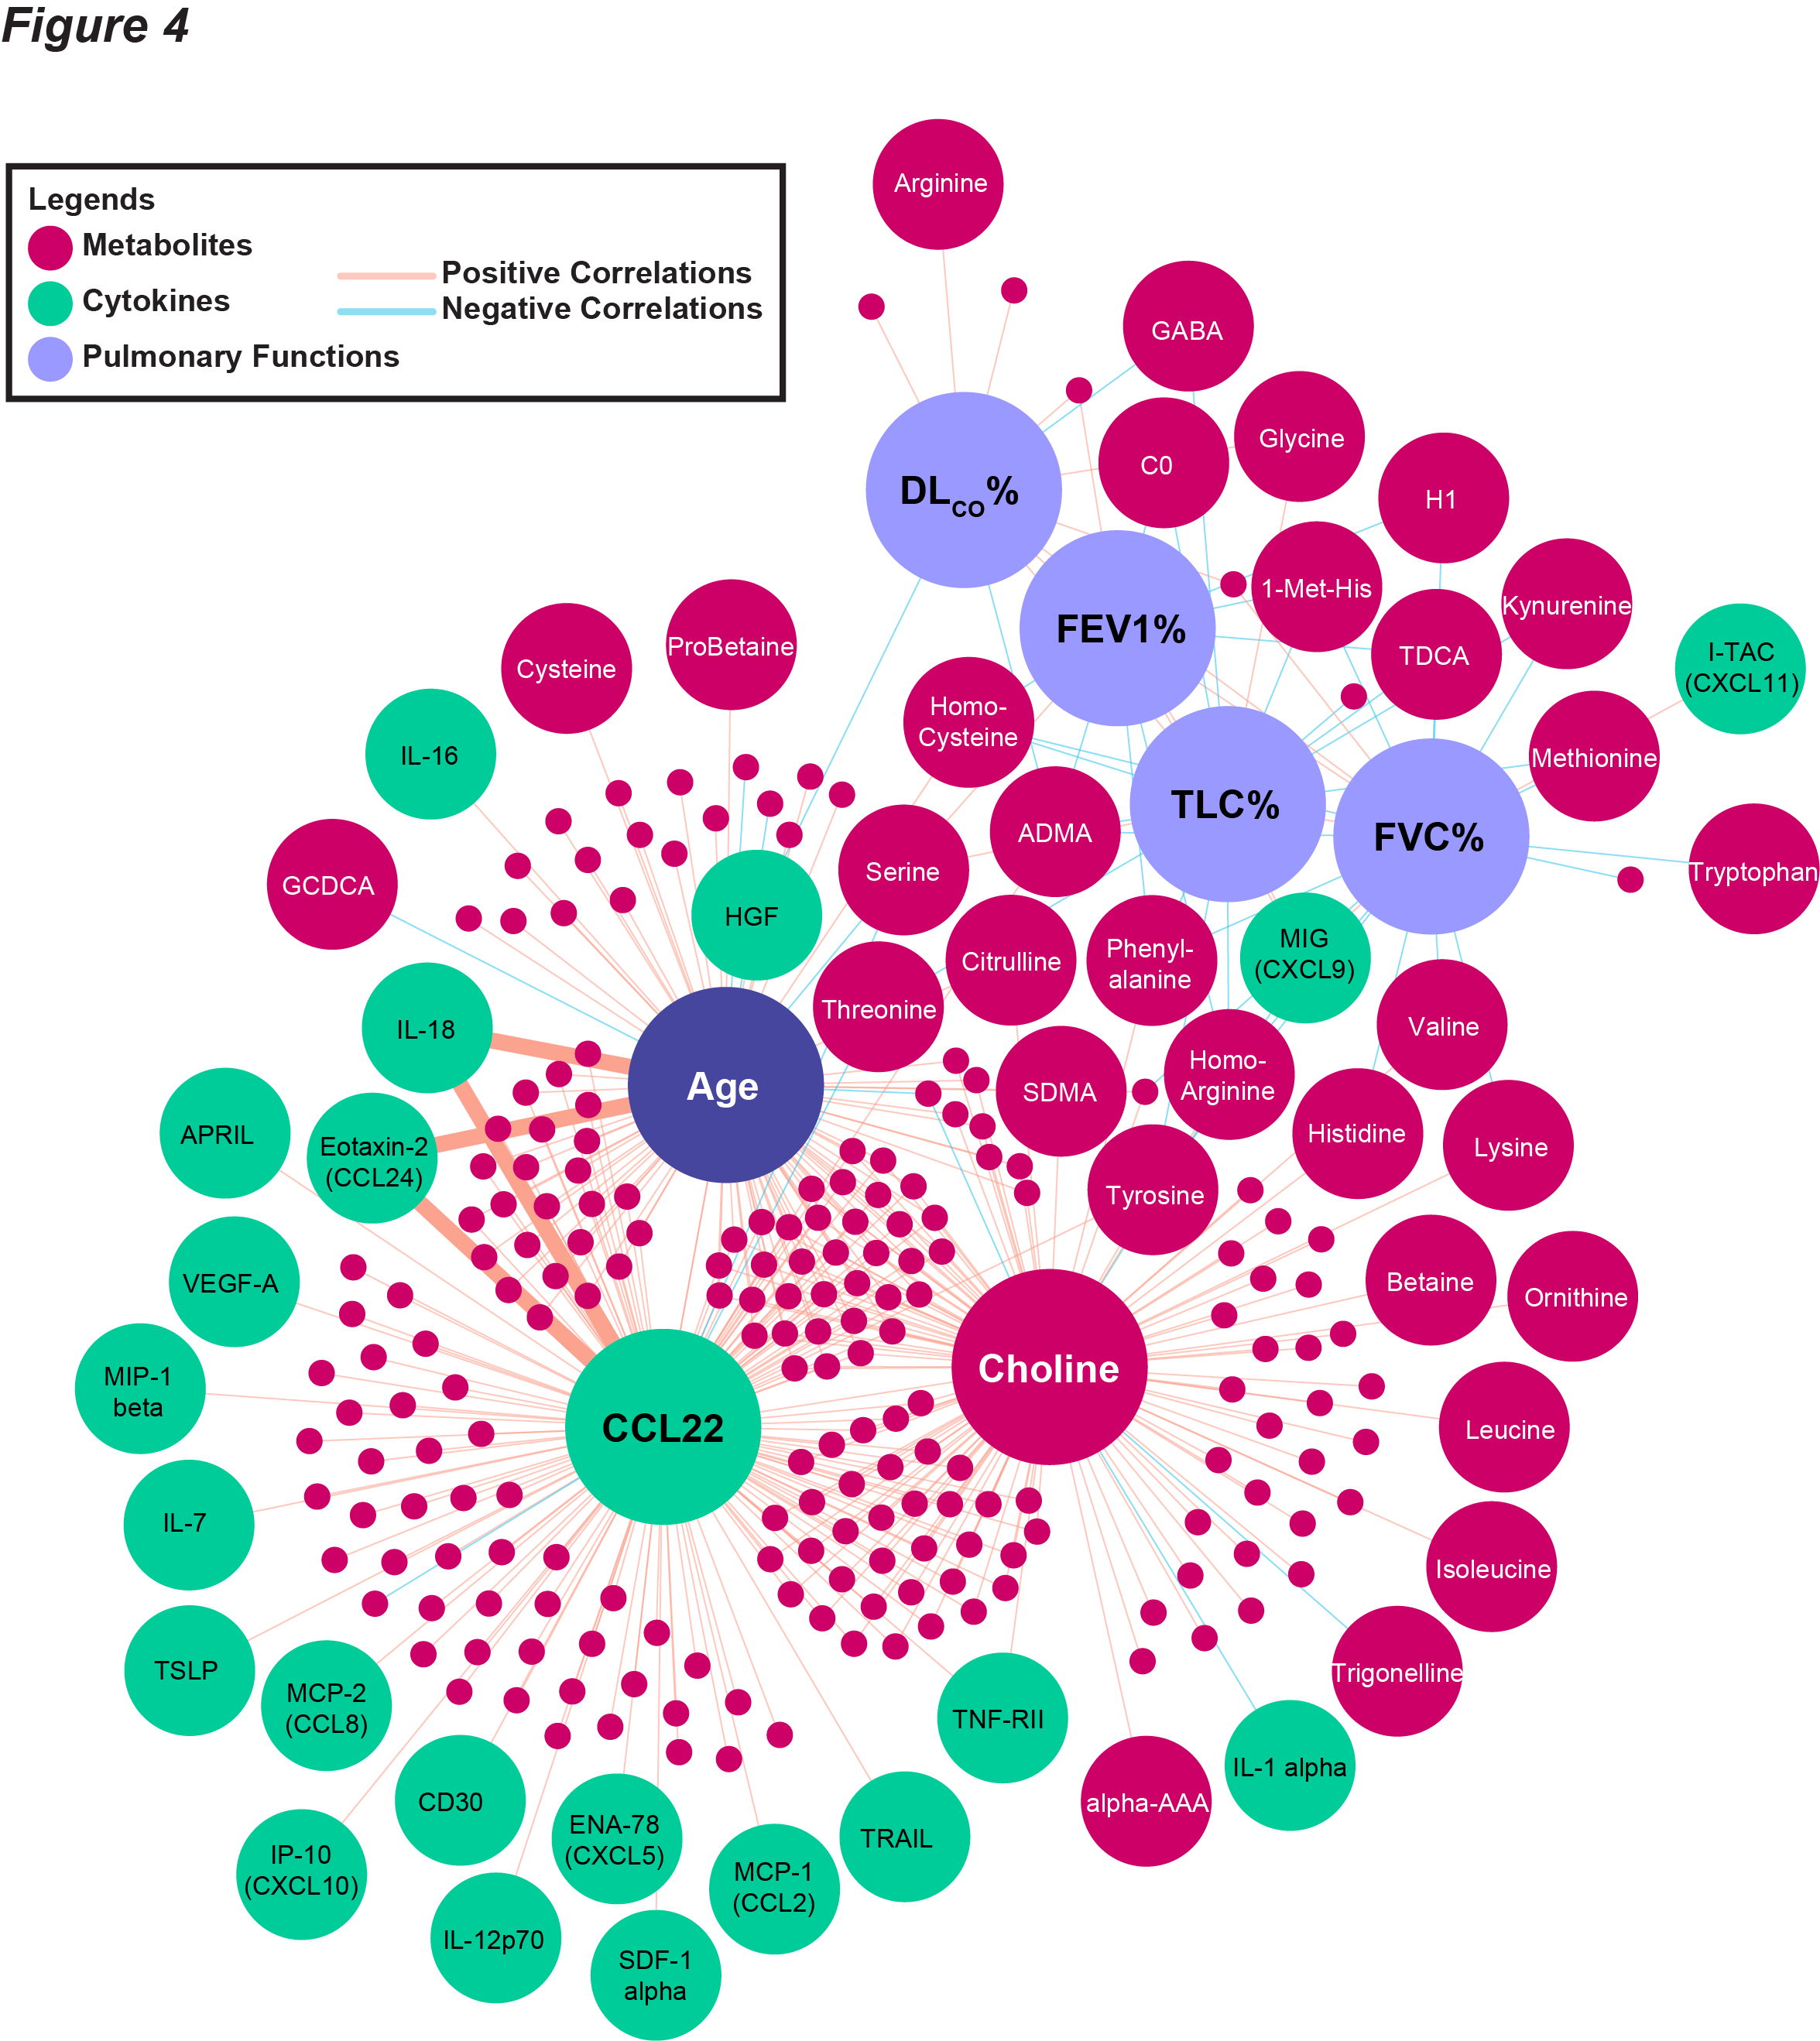 Figure 4
Legends
Metabolites
Cytokines
Pulmonary Functions
Positive Correlations
Negative Correlations
Arginine
GABA
Glycine
C0
H1
DLCO%
1-Met-His
Kynurenine
FEV1%
TDCA
I-TAC
(CXCL11)
ProBetaine
Cysteine
Homo-
Cysteine
IL-16
Methionine
TLC%
FVC%
ADMA
Serine
Tryptophan
GCDCA
HGF
MIG
(CXCL9)
Phenyl-
alanine
Citrulline
Threonine
Valine
IL-18
Age
SDMA
Homo-
Arginine
APRIL
Eotaxin-2
(CCL24)
Histidine
Lysine
Tyrosine
VEGF-A
Betaine
Ornithine
MIP-1
beta
Choline
CCL22
Leucine
IL-7
Isoleucine
TSLP
MCP-2
(CCL8)
Trigonelline
TNF-RII
IL-1 alpha
CD30
alpha-AAA
ENA-78
(CXCL5)
TRAIL
IP-10
(CXCL10)
MCP-1
(CCL2)
IL-12p70
SDF-1
alpha